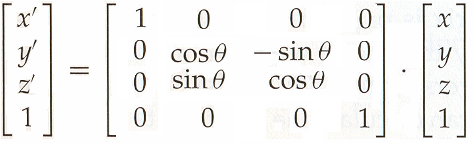 x′ 1 0 0 0 x
y′ = 0 cos θ − sin θ 0 · y
z′ 0 sin θ cos θ 0 z
1 0 0 0 1 1